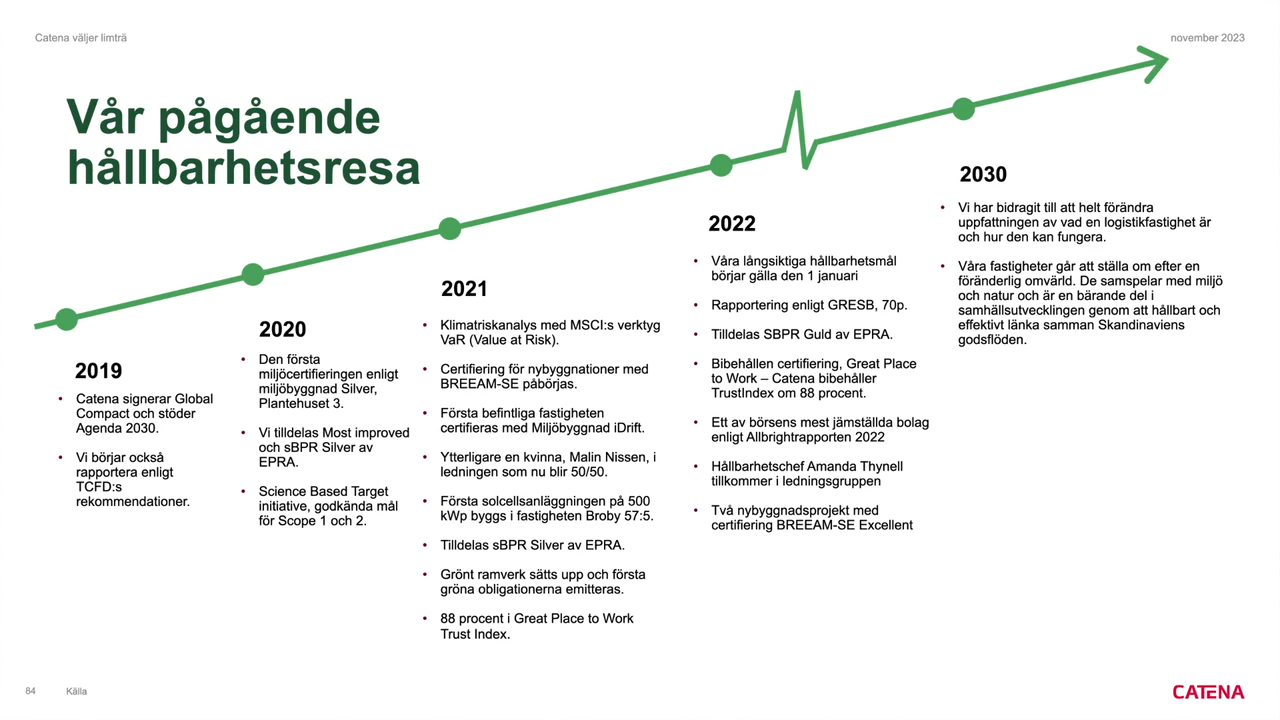 Catena väljer limträ
november 2023
Vår pågående
hållbarhetsresa
2019
• Catena signerar Global
Compact och stöder
Agenda 2030.
• Vi börjar också
rapportera enligt
TCFD:s
rekommendationer.
2020
• Den första
miljöcertifieringen enligt
miljöbyggnad Silver,
Plantehuset 3.
• Vi tilldelas Most improved
och sBPR Silver av
EPRA.
• Science Based Target
initiative, godkända mål
för Scope 1 och 2.
2021
• Klimatriskanalys med MSCI:s verktyg
VaR (Value at Risk).
• Certifiering för nybyggnationer med
BREEAM-SE påbörjas.
• Första befintliga fastigheten
certifieras med Miljöbyggnad iDrift.
• Ytterligare en kvinna, Malin Nissen, i
ledningen som nu blir 50/50.
• Första solcellsanläggningen på 500
kWp byggs i fastigheten Broby 57:5.
• Tilldelas sBPR Silver av EPRA.
• Grönt ramverk sätts upp och första
gröna obligationerna emitteras.
• 88 procent i Great Place to Work
Trust Index.
2022
• Våra långsiktiga hållbarhetsmål
börjar gälla den 1 januari
• Rapportering enligt GRESB, 70p.
• Tilldelas SBPR Guld av EPRA.
• Bibehållen certifiering, Great Place
to Work – Catena bibehåller
TrustIndex om 88 procent.
• Ett av börsens mest jämställda bolag
enligt Allbrightrapporten 2022
• Hållbarhetschef Amanda Thynell
tillkommer i ledningsgruppen
• Två nybyggnadsprojekt med
certifiering BREEAM-SE Excellent
2030
• Vi har bidragit till att helt förändra
uppfattningen av vad en logistikfastighet är
och hur den kan fungera.
• Våra fastigheter går att ställa om efter en
föränderlig omvärld. De samspelar med miljö
och natur och är en bärande del i
samhällsutvecklingen genom att hållbart och
effektivt länka samman Skandinaviens
godsflöden.
84
Källa
CATENA